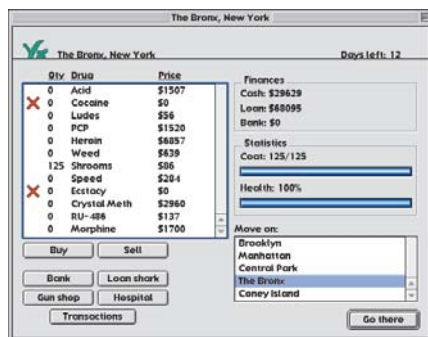 The Bronx, New York
The Bronx, New York
Days left: 12
Qty Drug Price
0 Acid $1507
0 Cocaine $0
0 Ludes $56
0 PCP $1520
0 Heroin $6857
0 Weed $639
125 Shrooms $86
0 Speed $284
0 Ecstacy $0
0 Crystal Meth $2960
0 RU-486 $137
0 Morphine $1700
Buy
Sell
Bank
Loan shark
Gun shop
Hospital
Transactions
Finances
Cash: $29629
Loan: $68095
Bank: $0
Statistics
Coat: 125/125
Health: 100%
Move on:
Brooklyn
Manhattan
Central Park
The Bronx
Coney Island
Go there